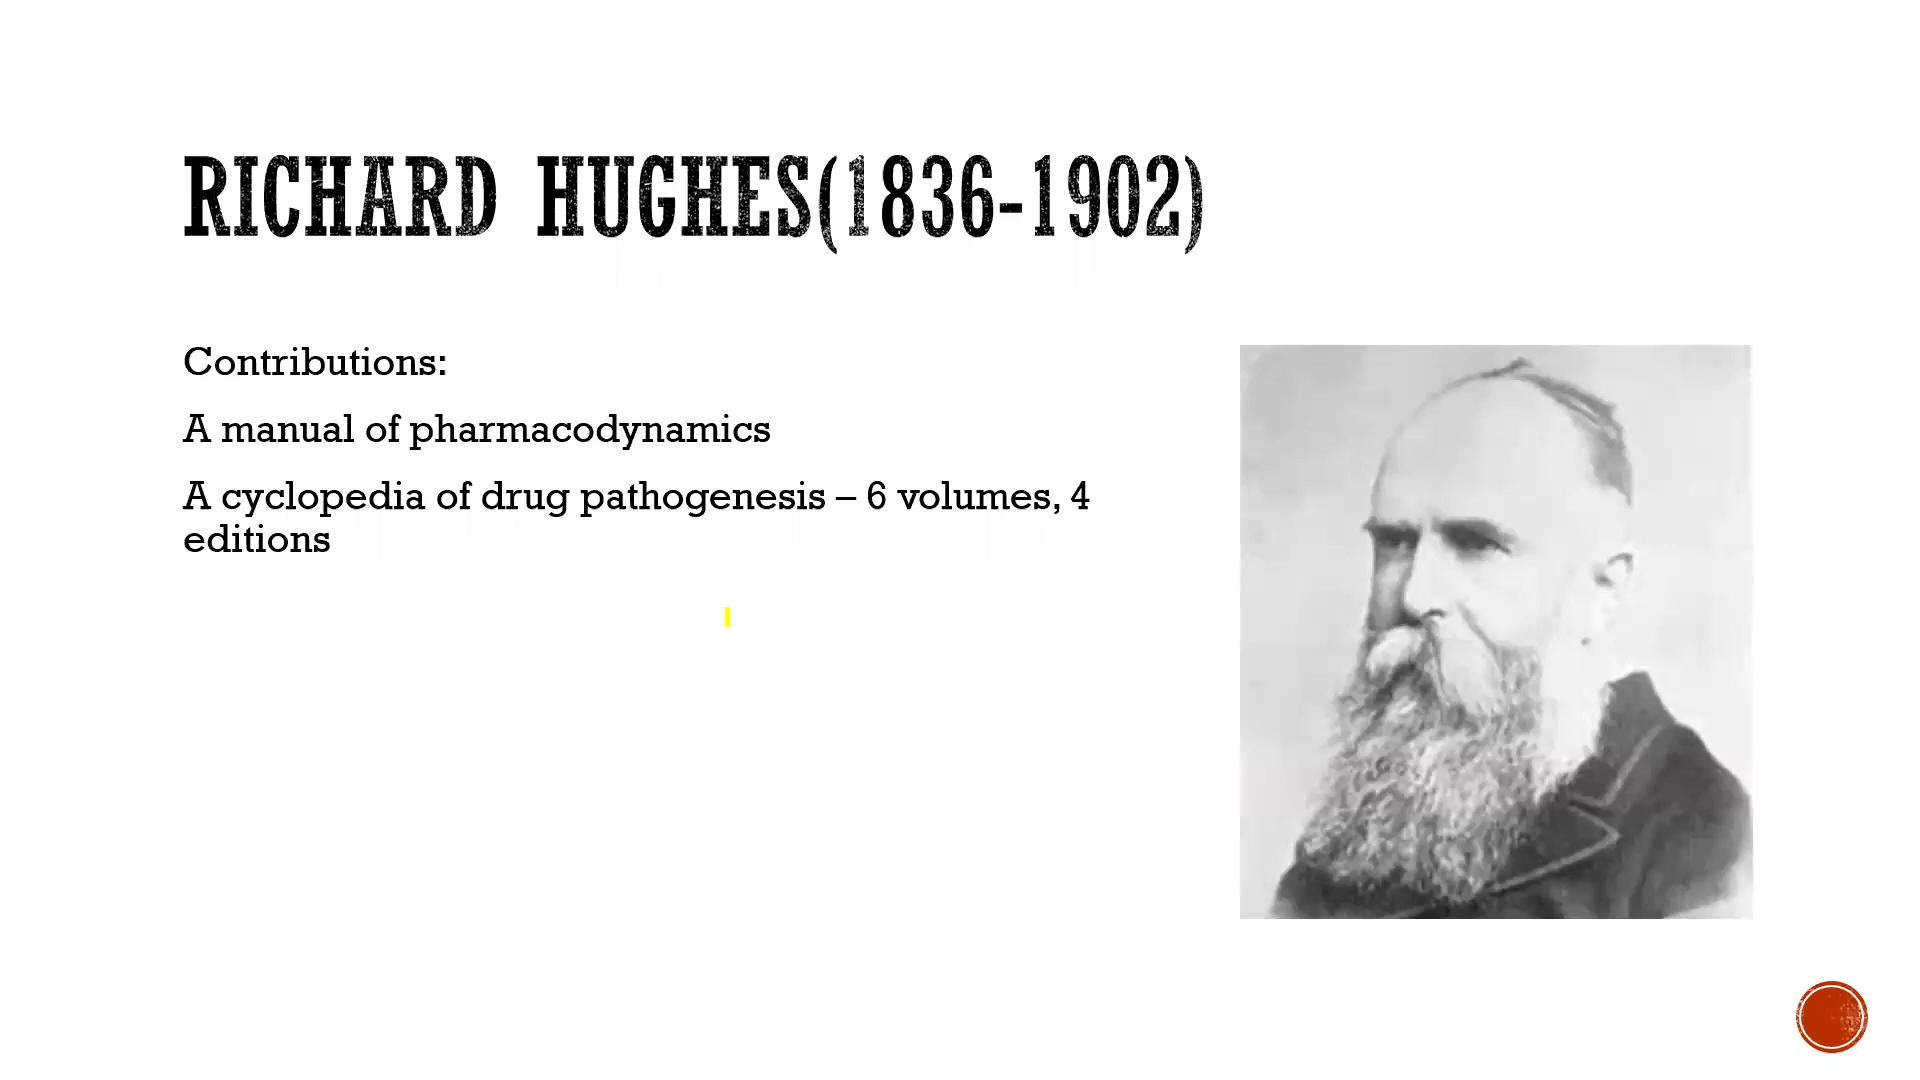 RICHARD HUGHES(1836-1902)
Contributions:
A manual of pharmacodynamics
A cyclopedia of drug pathogenesis – 6 volumes, 4
editions